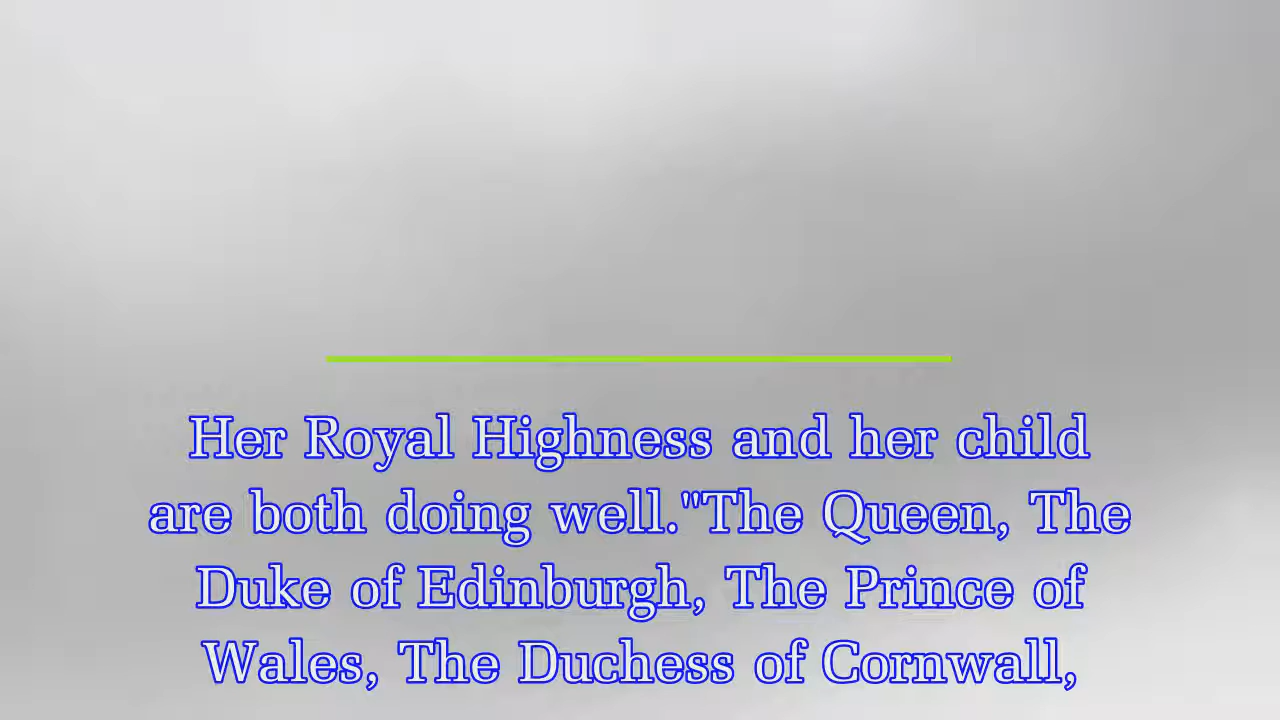 Her Royal Highness and her child
are both doing well."The Queen, The
Duke of Edinburgh, The Prince of
Wales, The Duchess of Cornwall,